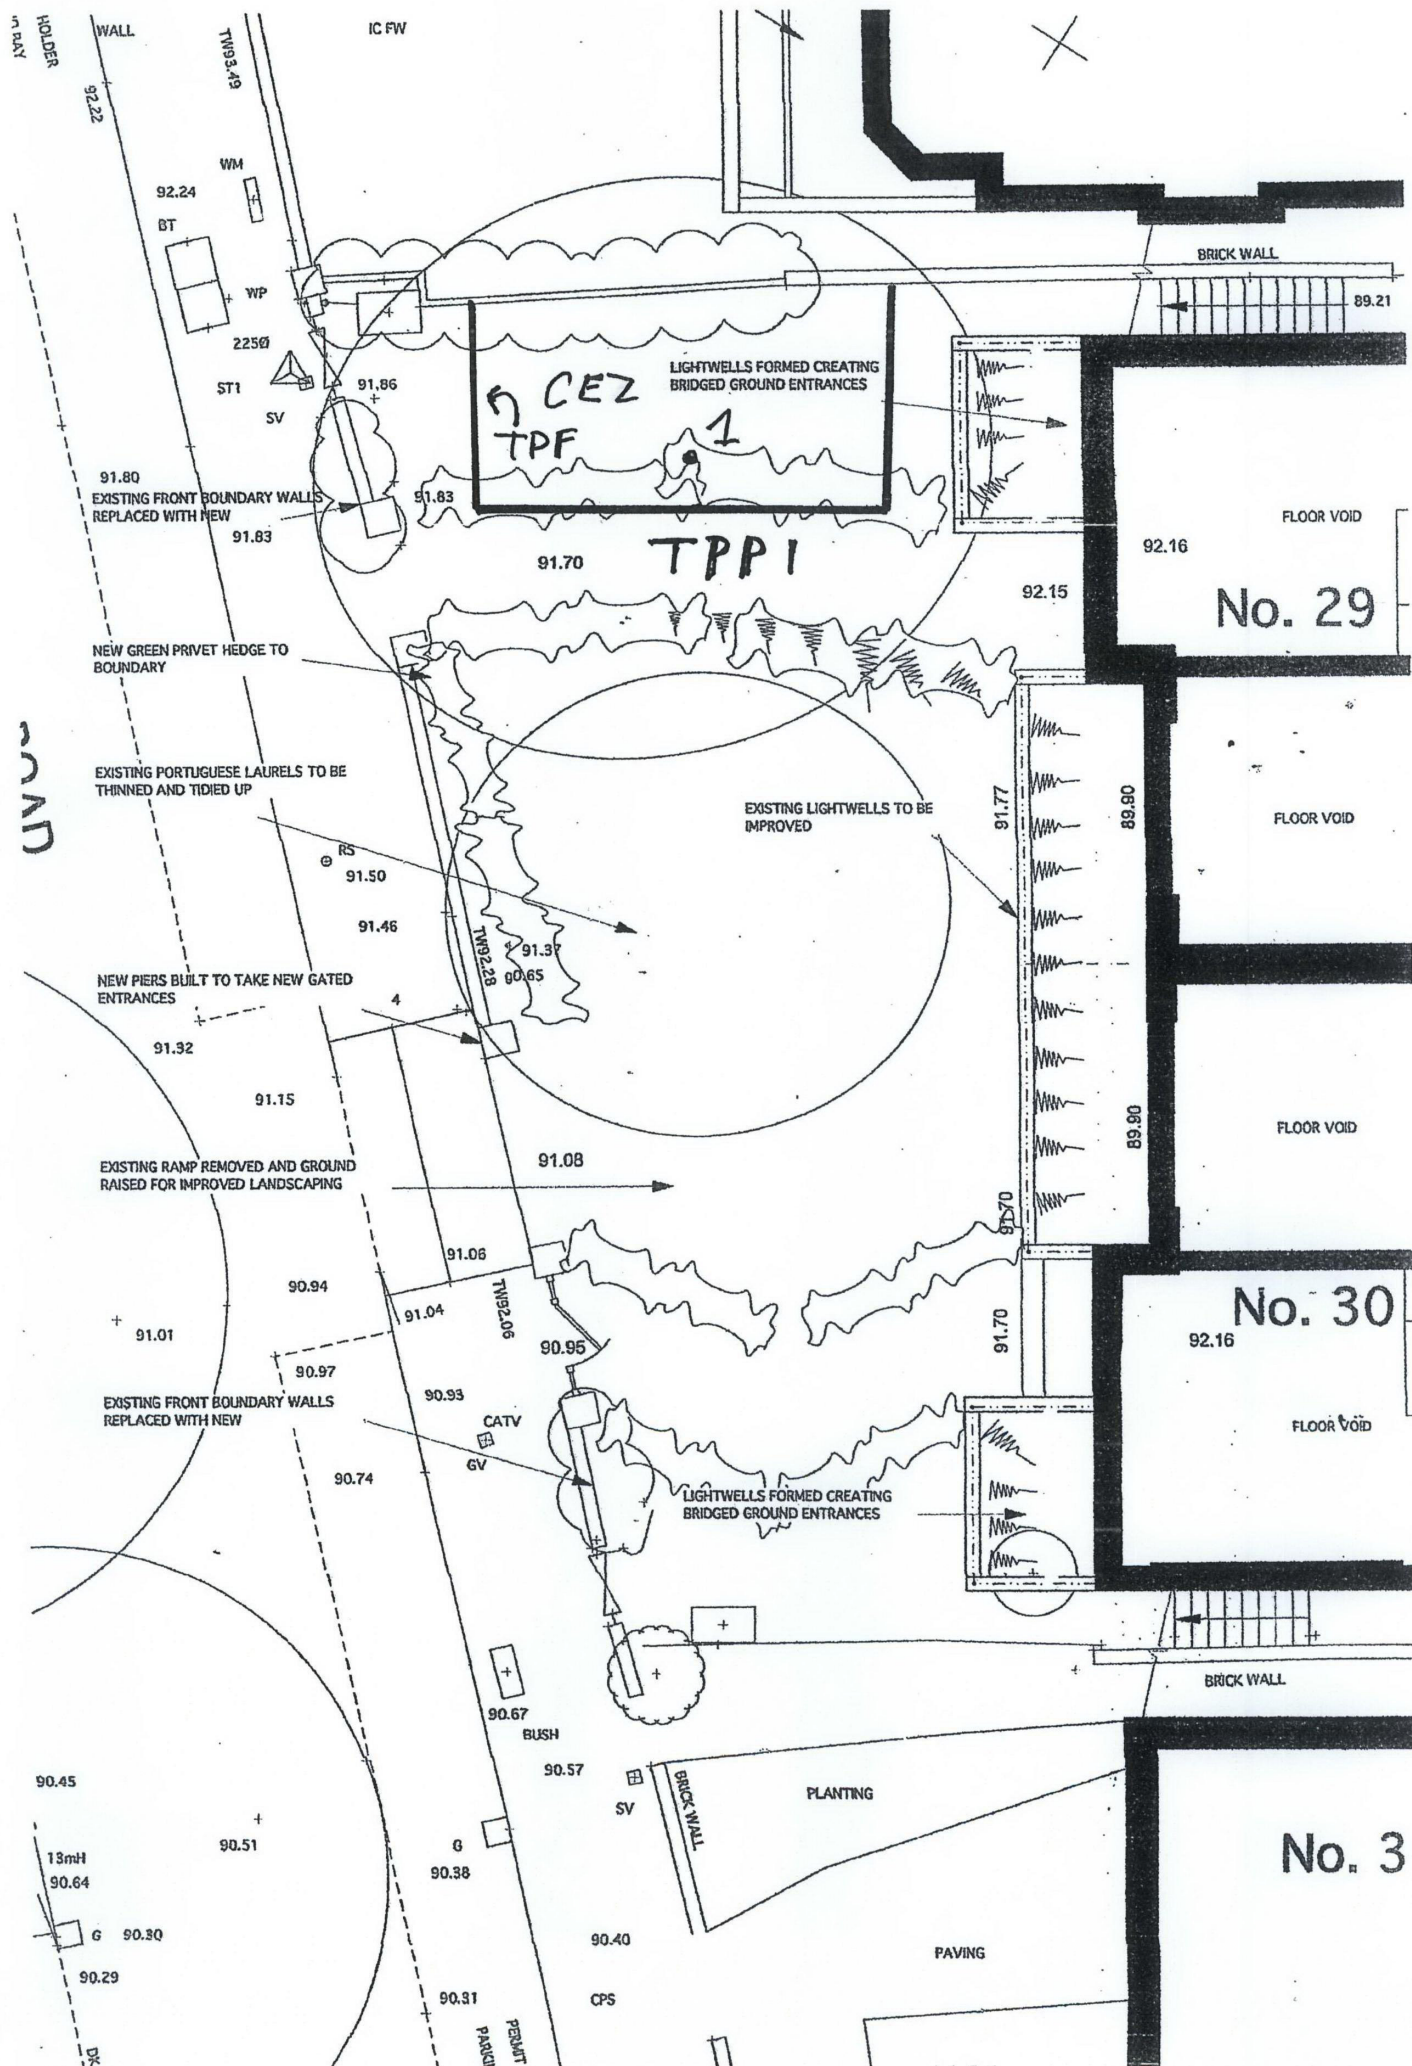 HOLDER
WALL
IC FW
92.22
TW93.49
WM
92.24
BT
WP
BRICK WALL
89.21
225Ø
ST1
SV
91.86
CEZ
TPF
1
LIGHTWELLS FORMED CREATING
BRIDGED GROUND ENTRANCES
91.80
EXISTING FRONT BOUNDARY WALLS
REPLACED WITH NEW
91.83
91.83
FLOOR VOID
91.70
TPP1
92.16
92.15
No. 29
NEW GREEN PRIVET HEDGE TO
BOUNDARY
EXISTING PORTUGUESE LAURELS TO BE
THINNED AND TIDIED UP
EXISTING LIGHTWELLS TO BE
IMPROVED
91.77
89.90
FLOOR VOID
RS
91.50
91.46
TW92.28
91.37
g0.65
NEW PIERS BUILT TO TAKE NEW GATED
ENTRANCES
4
91.32
91.15
89.90
FLOOR VOID
EXISTING RAMP REMOVED AND GROUND
RAISED FOR IMPROVED LANDSCAPING
91.08
91.70
91.06
90.94
91.04
TW92.06
91.01
90.95
91.70
No. 30
92.16
90.97
90.93
EXISTING FRONT BOUNDARY WALLS
REPLACED WITH NEW
CATV
GV
FLOOR VOID
90.74
LIGHTWELLS FORMED CREATING
BRIDGED GROUND ENTRANCES
BRICK WALL
90.67
BUSH
90.57
90.45
SV
BRICK WALL
PLANTING
90.51
G
90.38
13mH
90.64
No. 3
G
90.30
90.40
PAVING
90.29
90.31
CPS
PERMIT